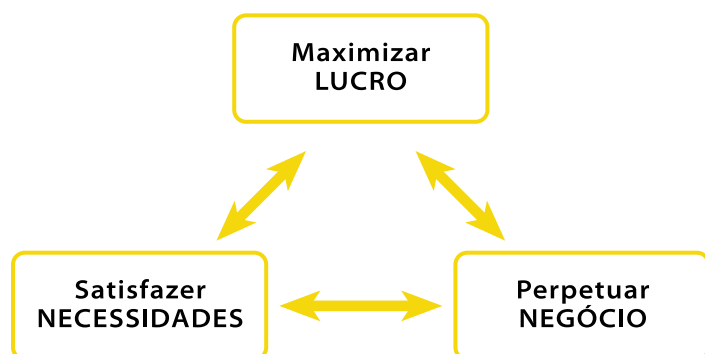 Maximizar
LUCRO
Satisfazer
NECESSIDADES
Perpetuar
NEGÓCIO